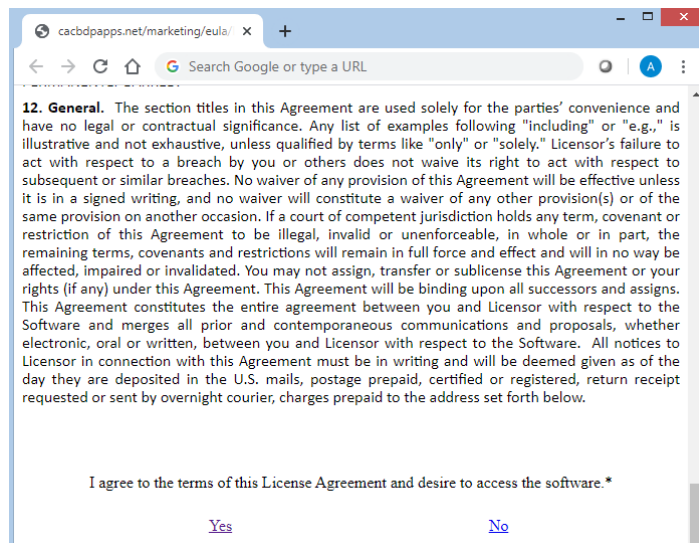 cacbdpapps.net/marketing/eula/
Search Google or type a URL
A
12. General. The section titles in this Agreement are used solely for the parties' convenience and
have no legal or contractual significance. Any list of examples following "including" or "e.g.," is
illustrative and not exhaustive, unless qualified by terms like "only" or "solely." Licensor's failure to
act with respect to a breach by you or others does not waive its right to act with respect to
subsequent or similar breaches. No waiver of any provision of this Agreement will be effective unless
it is in a signed writing, and no waiver will constitute a waiver of any other provision(s) or of the
same provision on another occasion. If a court of competent jurisdiction holds any term, covenant or
restriction of this Agreement to be illegal, invalid or unenforceable, in whole or in part, the
remaining terms, covenants and restrictions will remain in full force and effect and will in no way be
affected, impaired or invalidated. You may not assign, transfer or sublicense this Agreement or your
rights (if any) under this Agreement. This Agreement will be binding upon all successors and assigns.
This Agreement constitutes the entire agreement between you and Licensor with respect to the
Software and merges all prior and contemporaneous communications and proposals, whether
electronic, oral or written, between you and Licensor with respect to the Software. All notices to
Licensor in connection with this Agreement must be in writing and will be deemed given as of the
day they are deposited in the U.S. mails, postage prepaid, certified or registered, return receipt
requested or sent by overnight courier, charges prepaid to the address set forth below.
I agree to the terms of this License Agreement and desire to access the software.*
Yes No